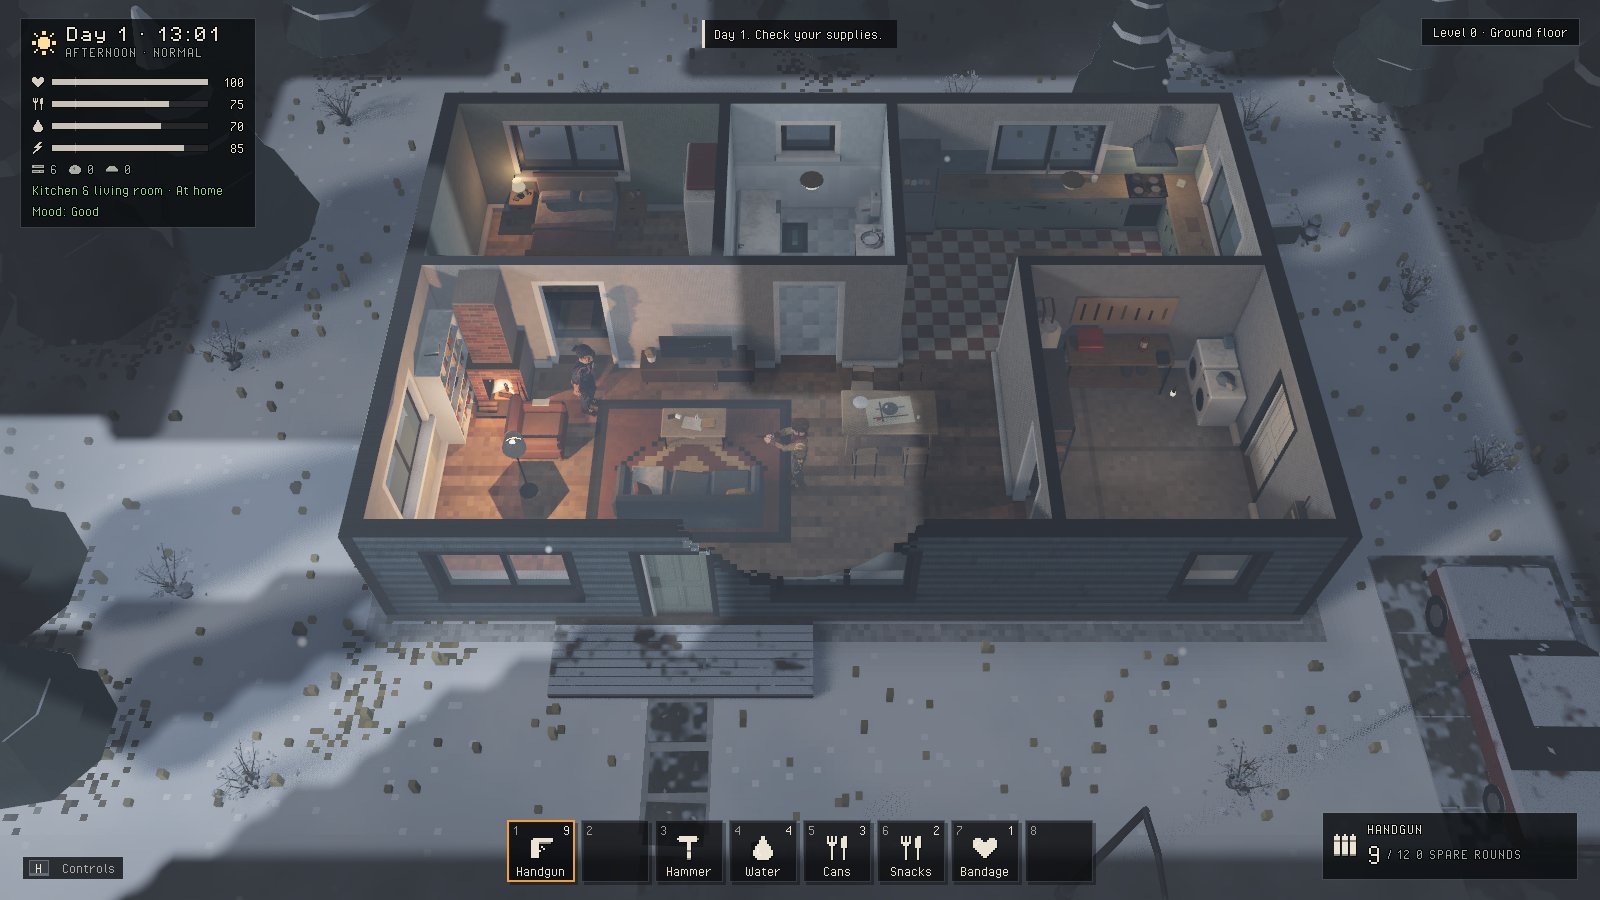 Day 1 · 13:01
AFTERNOON · NORMAL
100
75
70
85
6 0 0
Kitchen & living room · At home
Mood: Good
Day 1. Check your supplies.
Level 0 · Ground floor
H Controls
1 9
Handgun
2
3
Hammer
4 4
Water
5 3
Cans
6 2
Snacks
7 1
Bandage
8
HANDGUN
9 / 12 0 SPARE ROUNDS